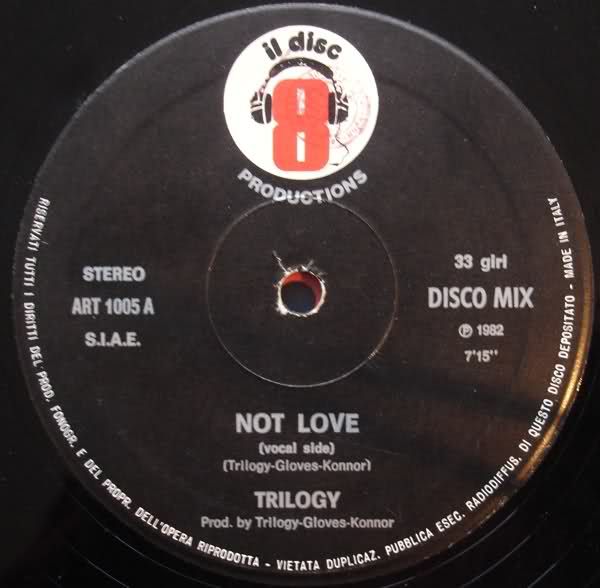 il disc
8
PRODUCTIONS
STEREO
ART 1005 A
S.I.A.E.
33 giri
DISCO MIX
Ⓟ 1982
7'15''
NOT LOVE
(vocal side)
(Trilogy-Gloves-Konnor)
TRILOGY
Prod. by Trilogy-Gloves-Konnor
RISERVATI TUTTI I DIRITTI DEL PROD. FONOGR. E DEL PROPR. DELL'OPERA RIPRODOTTA - VIETATA DUPLICAZ. PUBBLICA ESEC. RADIODIFFUS. DI QUESTO DISCO DEPOSITATO - MADE IN ITALY